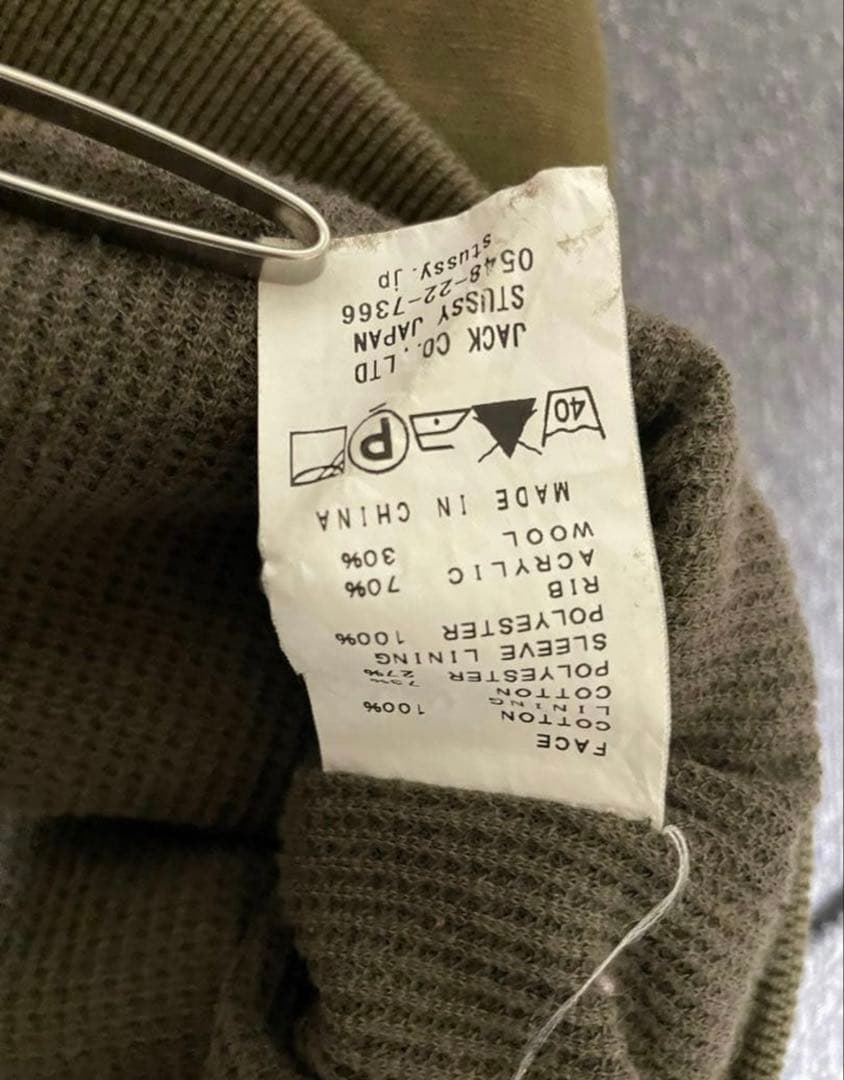 FACE
COTTON 100%
LINING
COTTON 73%
POLYESTER 27%
SLEEVE LINING
POLYESTER 100%
RIB
ACRYLIC 70%
WOOL 30%
MADE IN CHINA
40 P
JACK CO.,LTD
STUSSY JAPAN
0548-22-7366
stussy.jp